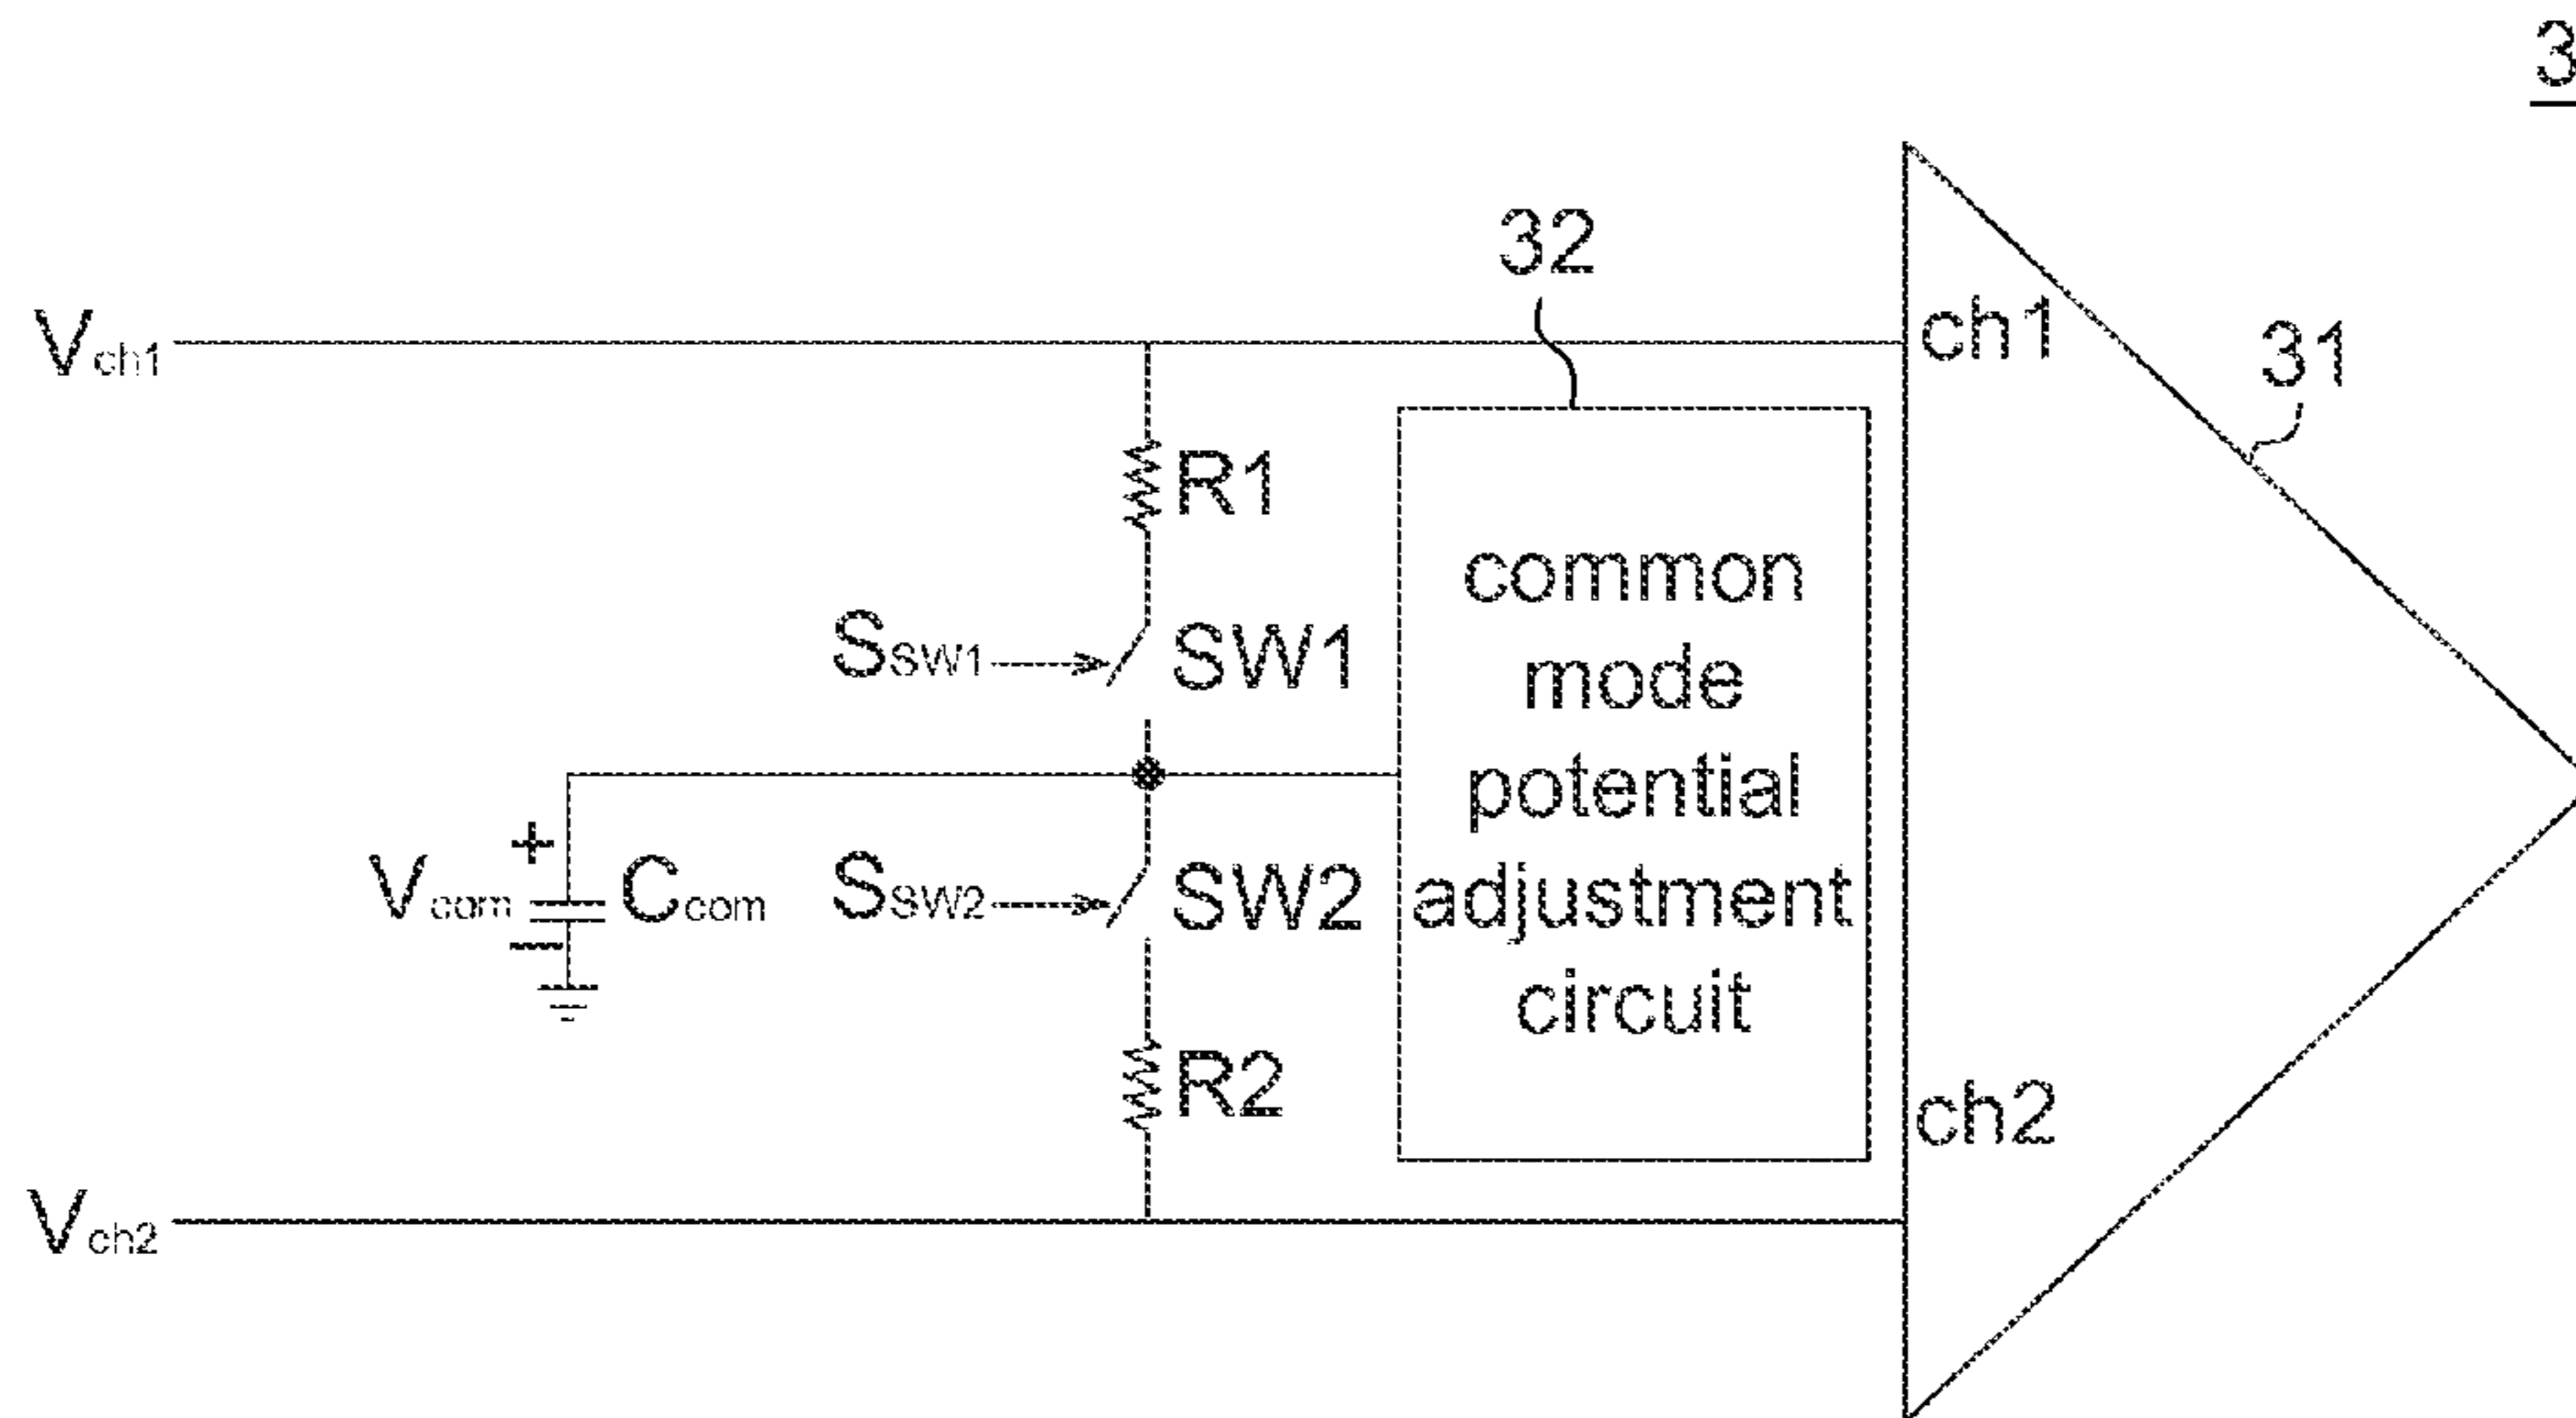 3
32
Vch1
ch1
31
R1
SSW1
SW1
common
mode
potential
adjustment
circuit
+
Vcom
Ccom
SSW2
SW2
R2
ch2
Vch2